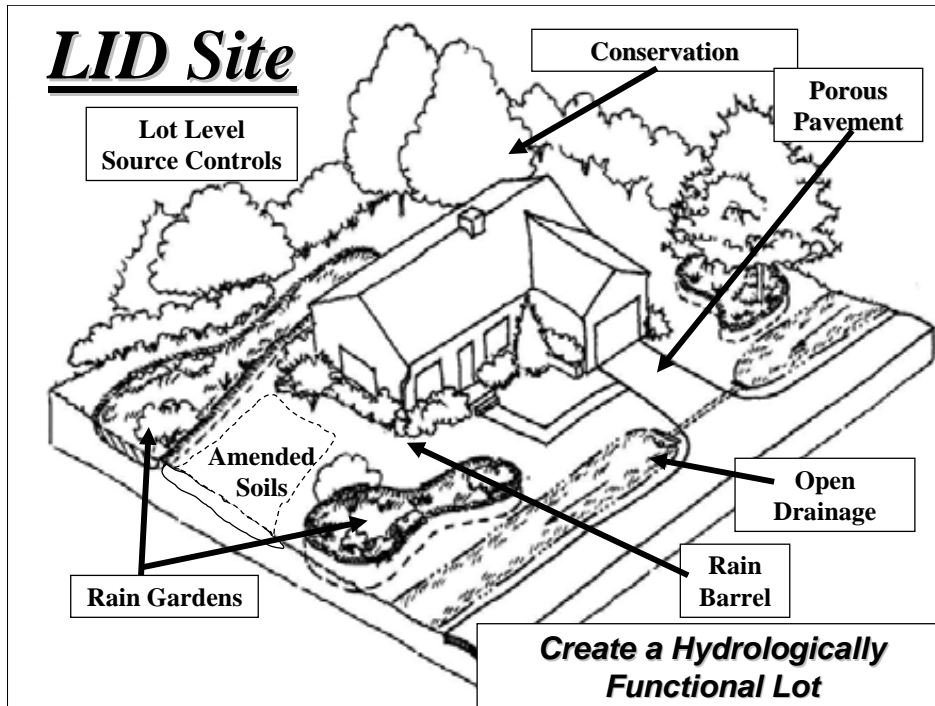 LID Site
Lot Level
Source Controls
Conservation
Porous
Pavement
Amended
Soils
Open
Drainage
Rain Gardens
Rain
Barrel
Create a Hydrologically
Functional Lot